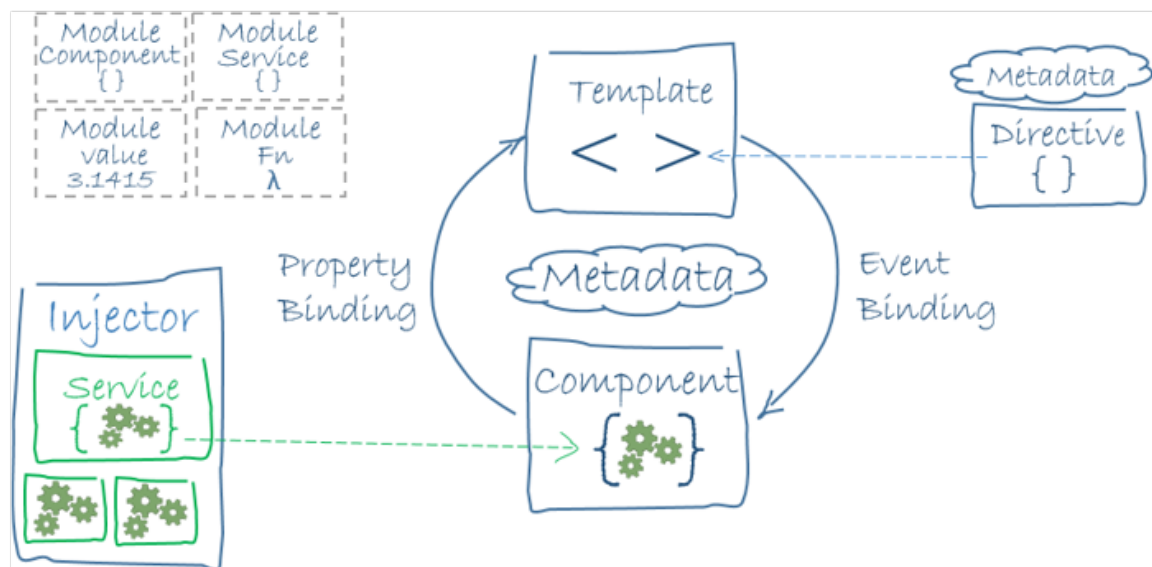 Module
Component
{ }
Module
Service
{ }
Module
value
3.1415
Module
Fn
λ
Template
< >
Metadata
Directive
{ }
Property
Binding
Metadata
Event
Binding
Injector
Service
{ }
Component
{ }